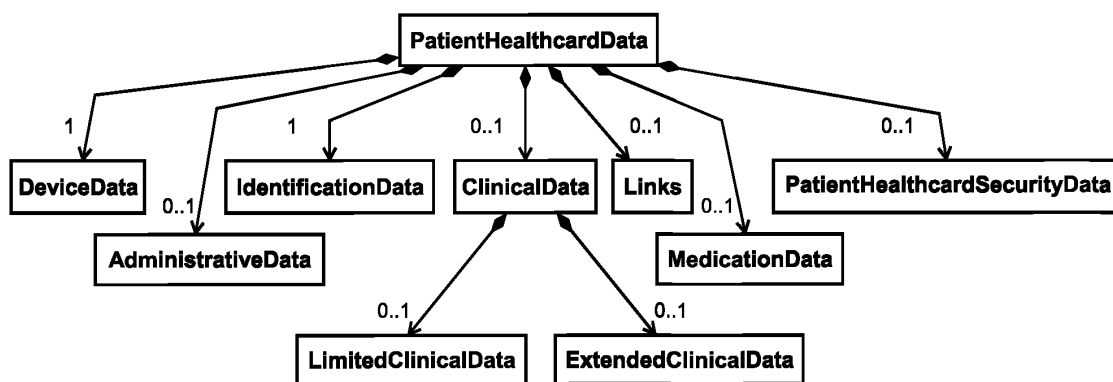 PatientHealthcardData
1
1
0..1
0..1
0..1
DeviceData
IdentificationData
ClinicalData
Links
PatientHealthcardSecurityData
0..1
0..1
AdministrativeData
MedicationData
0..1
0..1
LimitedClinicalData
ExtendedClinicalData